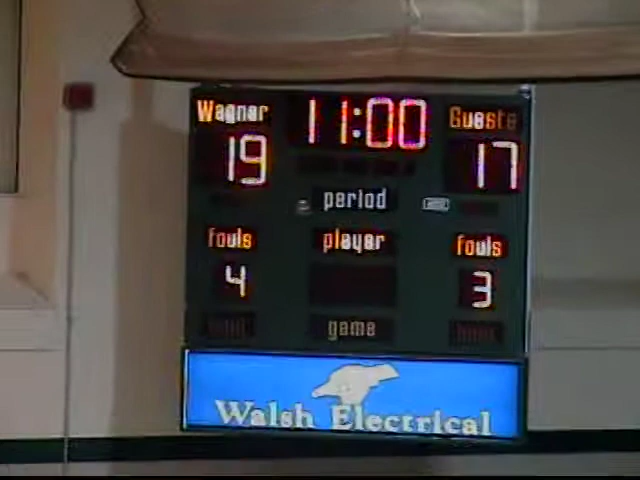 Wagner 11:00 Guests
19 17
period
fouls player fouls
4 3
game
Walsh Electrical